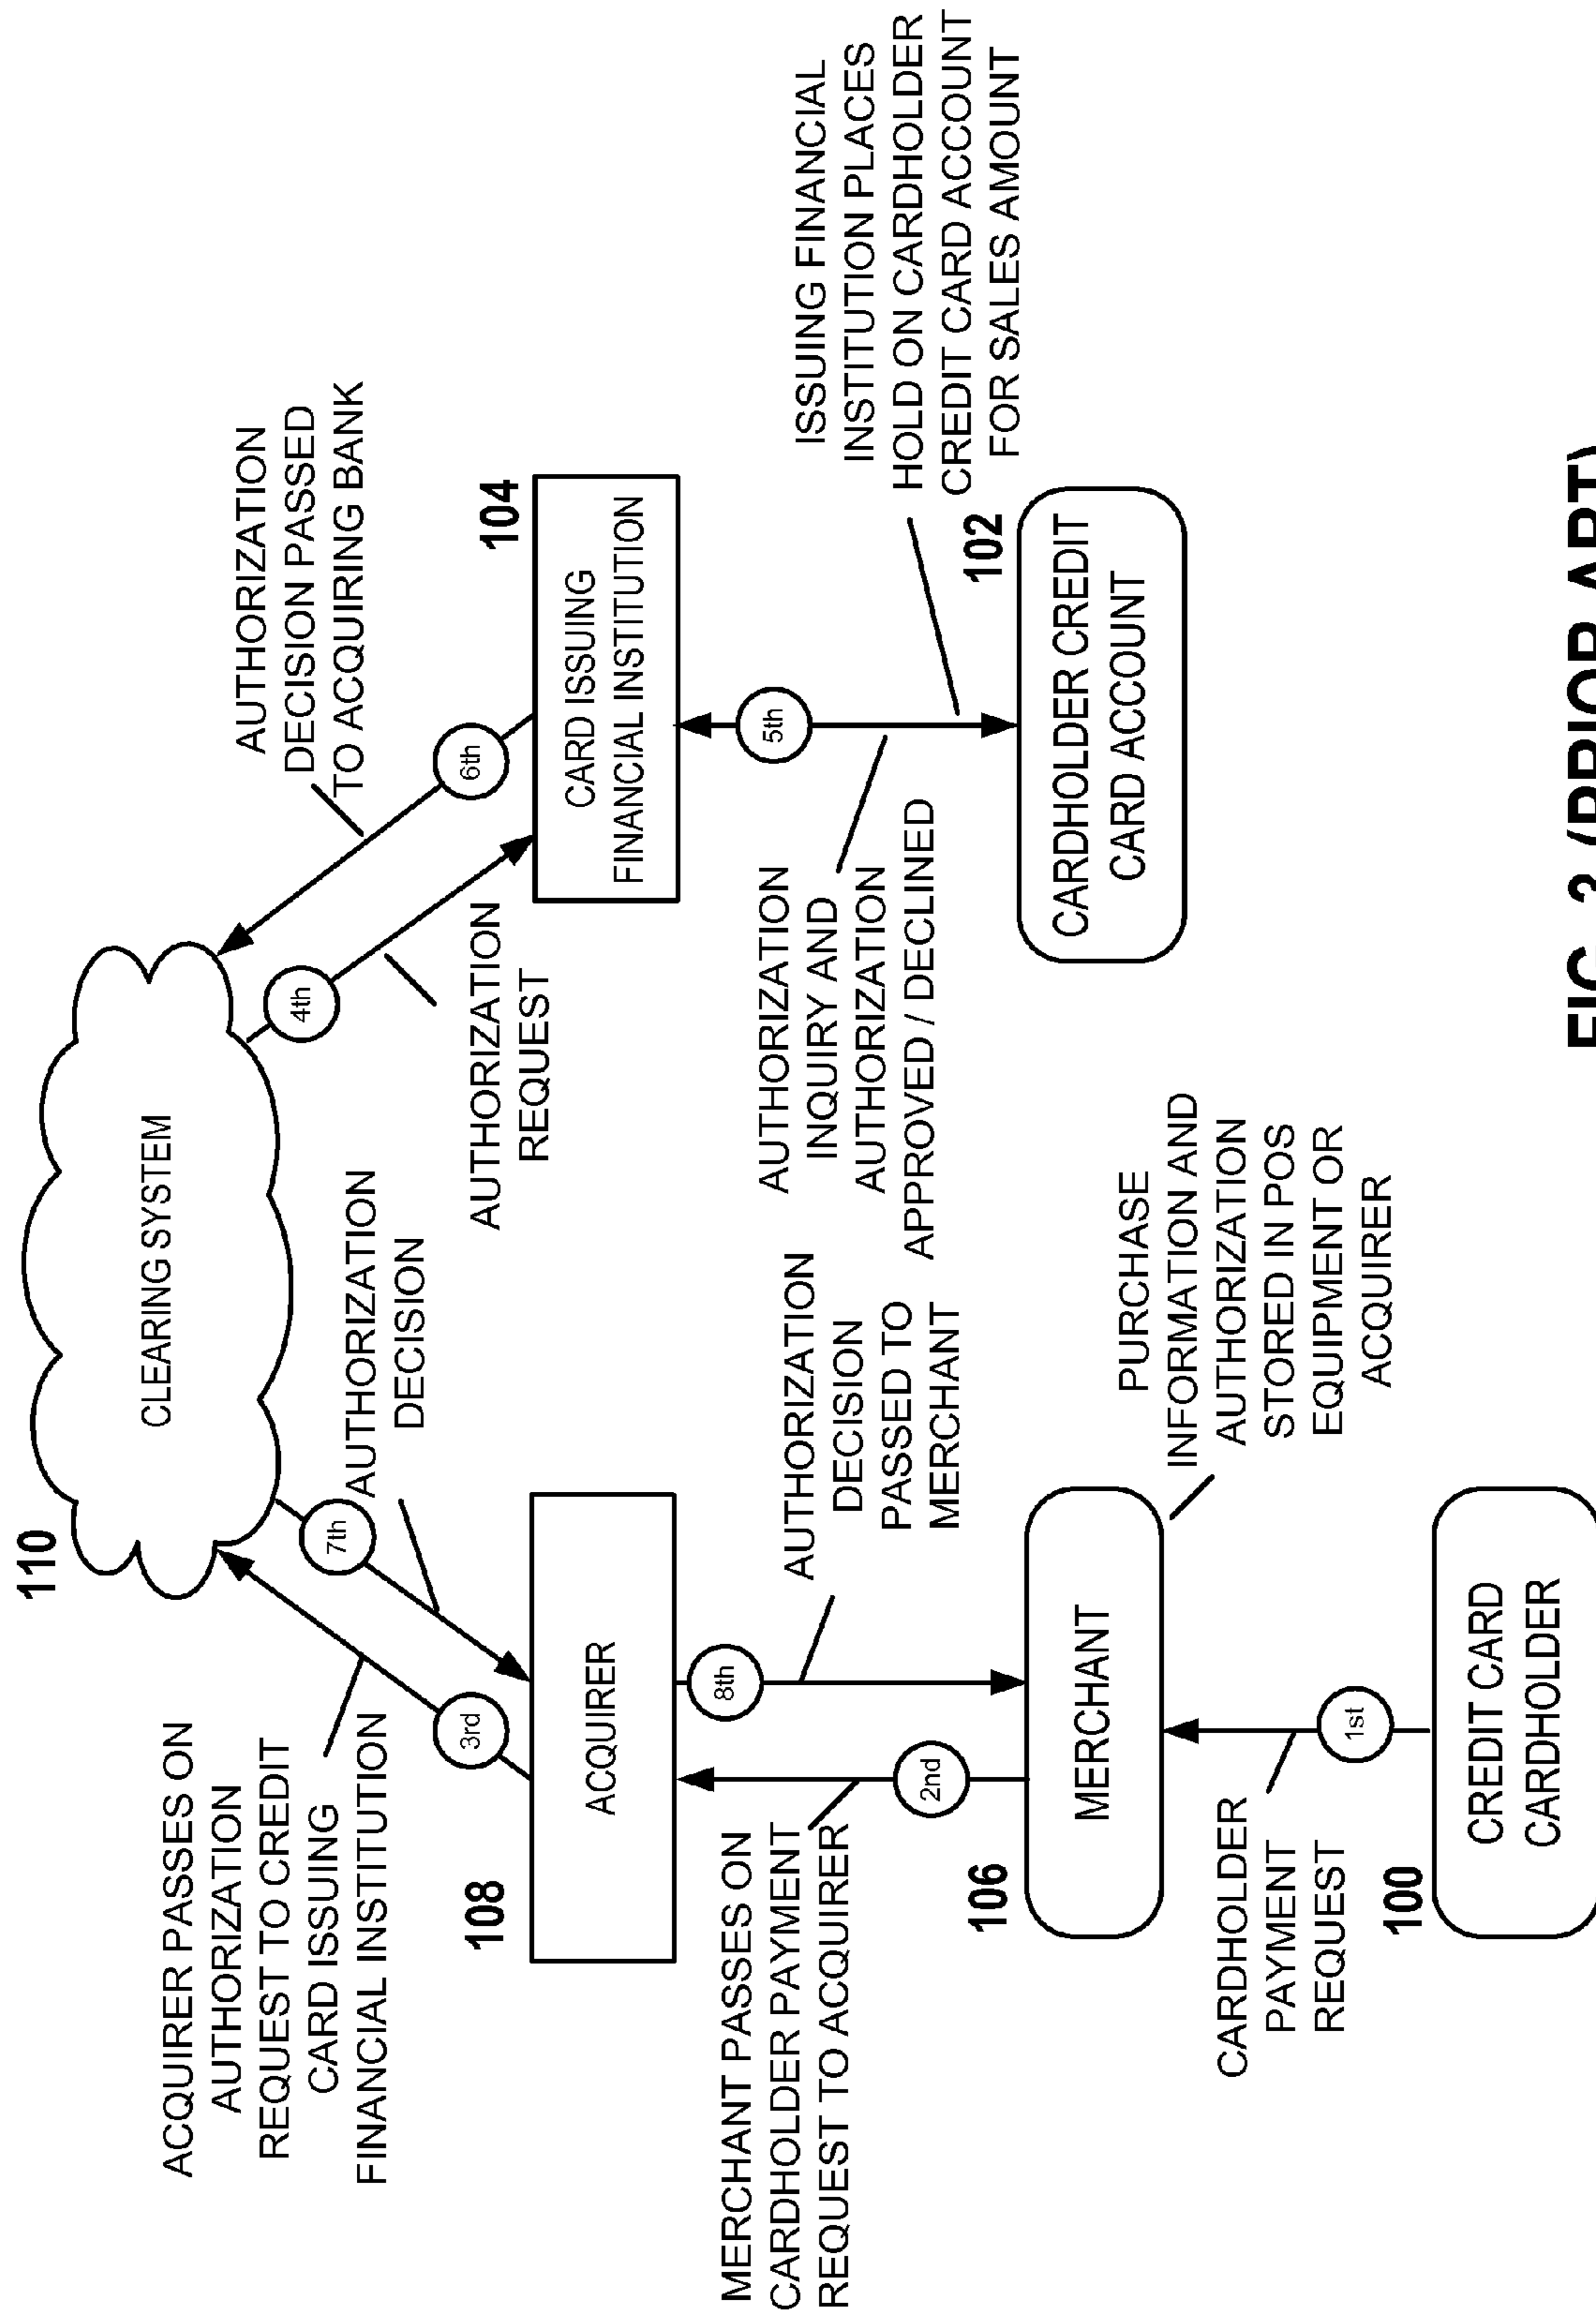 110
CLEARING SYSTEM
ACQUIRER PASSES ON
AUTHORIZATION
REQUEST TO CREDIT
CARD ISSUING
FINANCIAL INSTITUTION
3rd
7th
AUTHORIZATION
DECISION
4th
AUTHORIZATION
REQUEST
6th
AUTHORIZATION
DECISION PASSED
TO ACQUIRING BANK
108
ACQUIRER
104
CARD ISSUING
FINANCIAL INSTITUTION
MERCHANT PASSES ON
CARDHOLDER PAYMENT
REQUEST TO ACQUIRER
2nd
8th
AUTHORIZATION
DECISION
PASSED TO
MERCHANT
AUTHORIZATION
INQUIRY AND
AUTHORIZATION
APPROVED / DECLINED
5th
ISSUING FINANCIAL
INSTITUTION PLACES
HOLD ON CARDHOLDER
CREDIT CARD ACCOUNT
FOR SALES AMOUNT
106
MERCHANT
102
CARDHOLDER CREDIT
CARD ACCOUNT
PURCHASE
INFORMATION AND
AUTHORIZATION
STORED IN POS
EQUIPMENT OR
ACQUIRER
CARDHOLDER
PAYMENT
REQUEST
1st
100
CREDIT CARD
CARDHOLDER
FIG. (PRIOR ART)